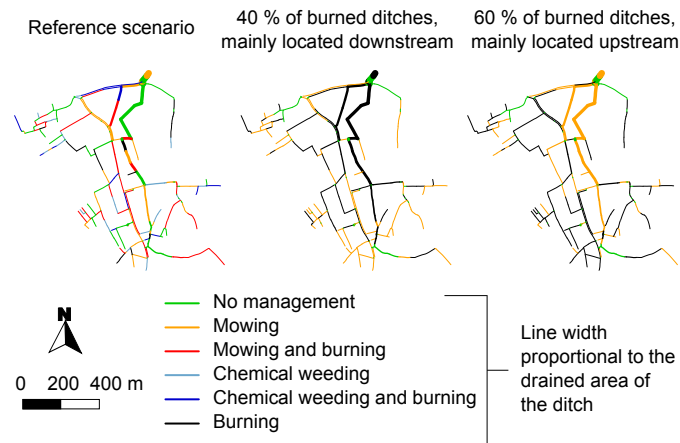 Reference scenario
40 % of burned ditches,
mainly located downstream
60 % of burned ditches,
mainly located upstream
N
0 200 400 m
No management
Mowing
Mowing and burning
Chemical weeding
Chemical weeding and burning
Burning
Line width
proportional to the
drained area of
the ditch